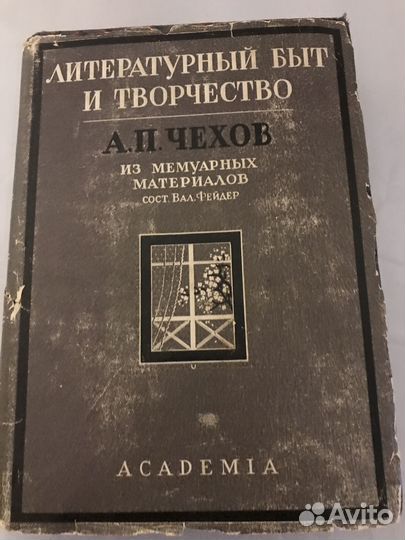 ЛИТЕРАТУРНЫЙ БЫТ
И ТВОРЧЕСТВО
А.П.ЧЕХОВ
ИЗ МЕМУАРНЫХ
МАТЕРИАЛОВ
СОСТ. ВАЛ. ФЕЙДЕР
ACADEMIA
Avito